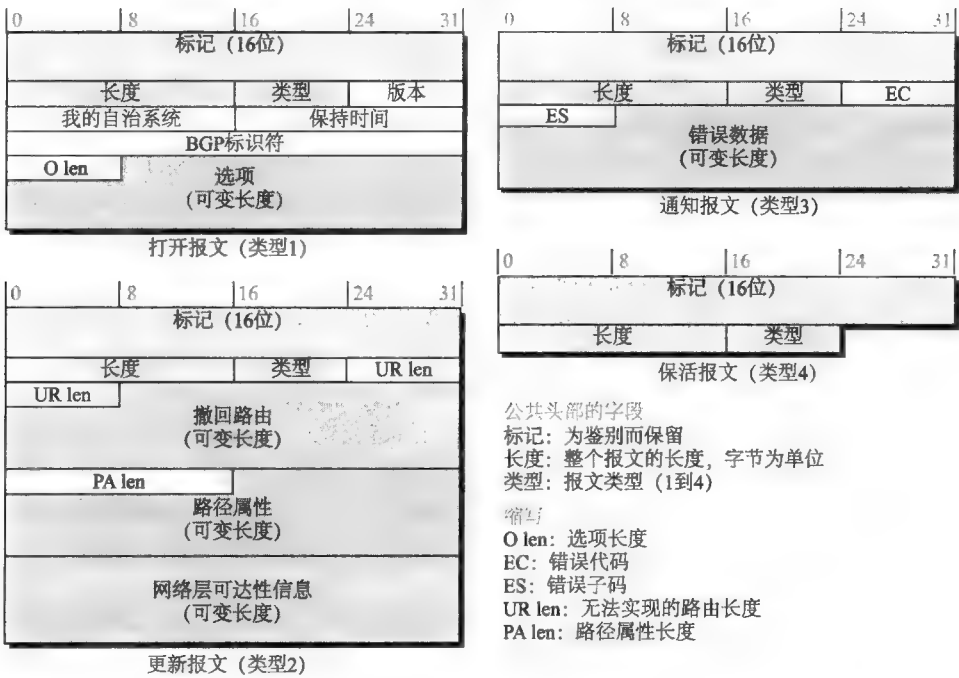 0 8 16 24 31
标记 (16位)
长度 类型 版本
我的自治系统 保持时间
BGP标识符
O len
选项
(可变长度)
打开报文 (类型1)
0 8 16 24 31
标记 (16位)
长度 类型 EC
ES
错误数据
(可变长度)
通知报文 (类型3)
0 8 16 24 31
标记 (16位)
长度 类型 UR len
UR len
撤回路由
(可变长度)
PA len
路径属性
(可变长度)
网络层可达性信息
(可变长度)
更新报文 (类型2)
0 8 16 24 31
标记 (16位)
长度 类型
保活报文 (类型4)
公共头部的字段
标记: 为鉴别而保留
长度: 整个报文的长度, 字节为单位
类型: 报文类型 (1到4)
缩写
O len: 选项长度
EC: 错误代码
ES: 错误子码
UR len: 无法实现的路由长度
PA len: 路径属性长度